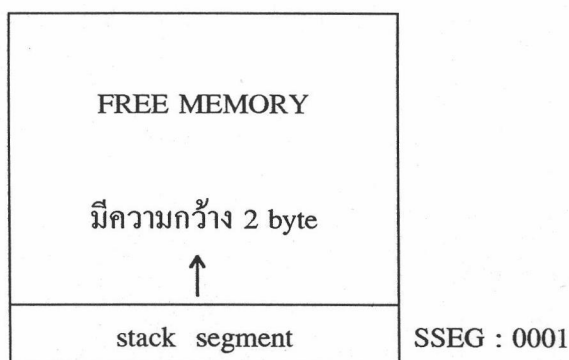 FREE MEMORY
มีความกว้าง 2 byte
stack segment
SSEG : 0001